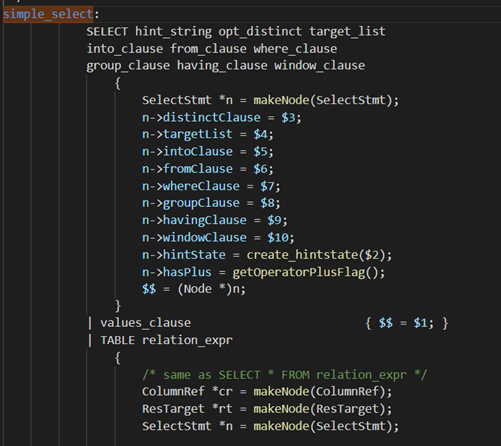 simple_select:
SELECT hint_string opt_distinct target_list
into_clause from_clause where_clause
group_clause having_clause window_clause
{
SelectStmt *n = makeNode(SelectStmt);
n->distinctClause = $3;
n->targetList = $4;
n->intoClause = $5;
n->fromClause = $6;
n->whereClause = $7;
n->groupClause = $8;
n->havingClause = $9;
n->windowClause = $10;
n->hintState = create_hintstate($2);
n->hasPlus = getOperatorPlusFlag();
$$ = (Node *)n;
}
| values_clause { $$ = $1; }
| TABLE relation_expr
{
/* same as SELECT * FROM relation_expr */
ColumnRef *cr = makeNode(ColumnRef);
ResTarget *rt = makeNode(ResTarget);
SelectStmt *n = makeNode(SelectStmt);